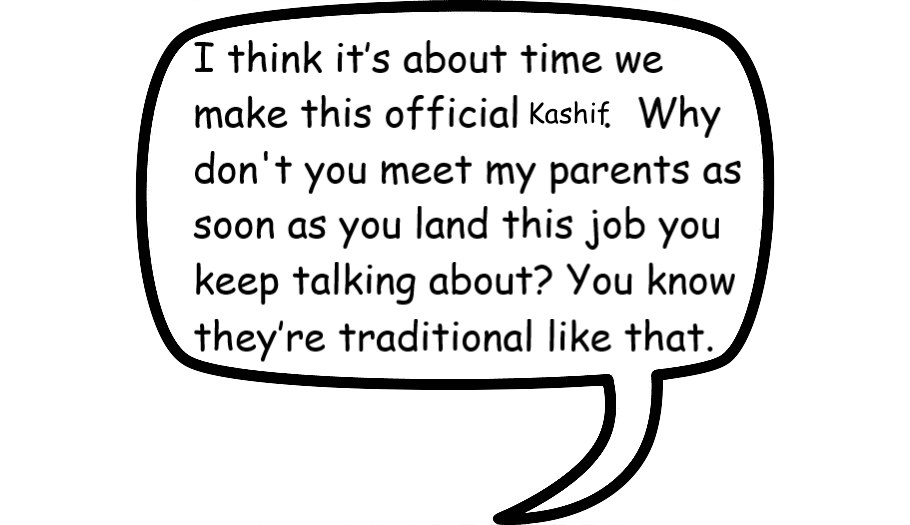 I think it’s about time we
make this official Kashif.  Why
don't you meet my parents as
soon as you land this job you
keep talking about? You know
they’re traditional like that.